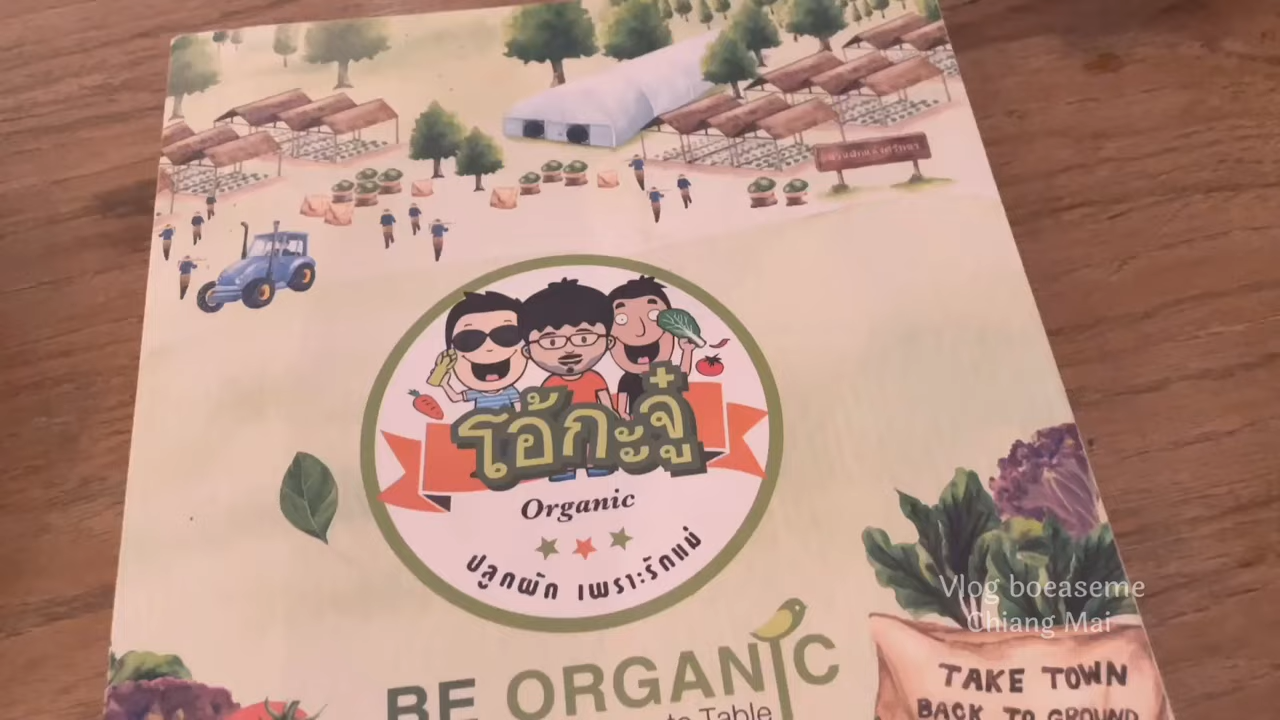 โอ้กะจู๋
Organic
ปลูกผัก เพราะรักแม่
Vlog boeaseme
Chiang Mai
BE ORGANIC
to Table
TAKE TOWN
BACK TO GROUND